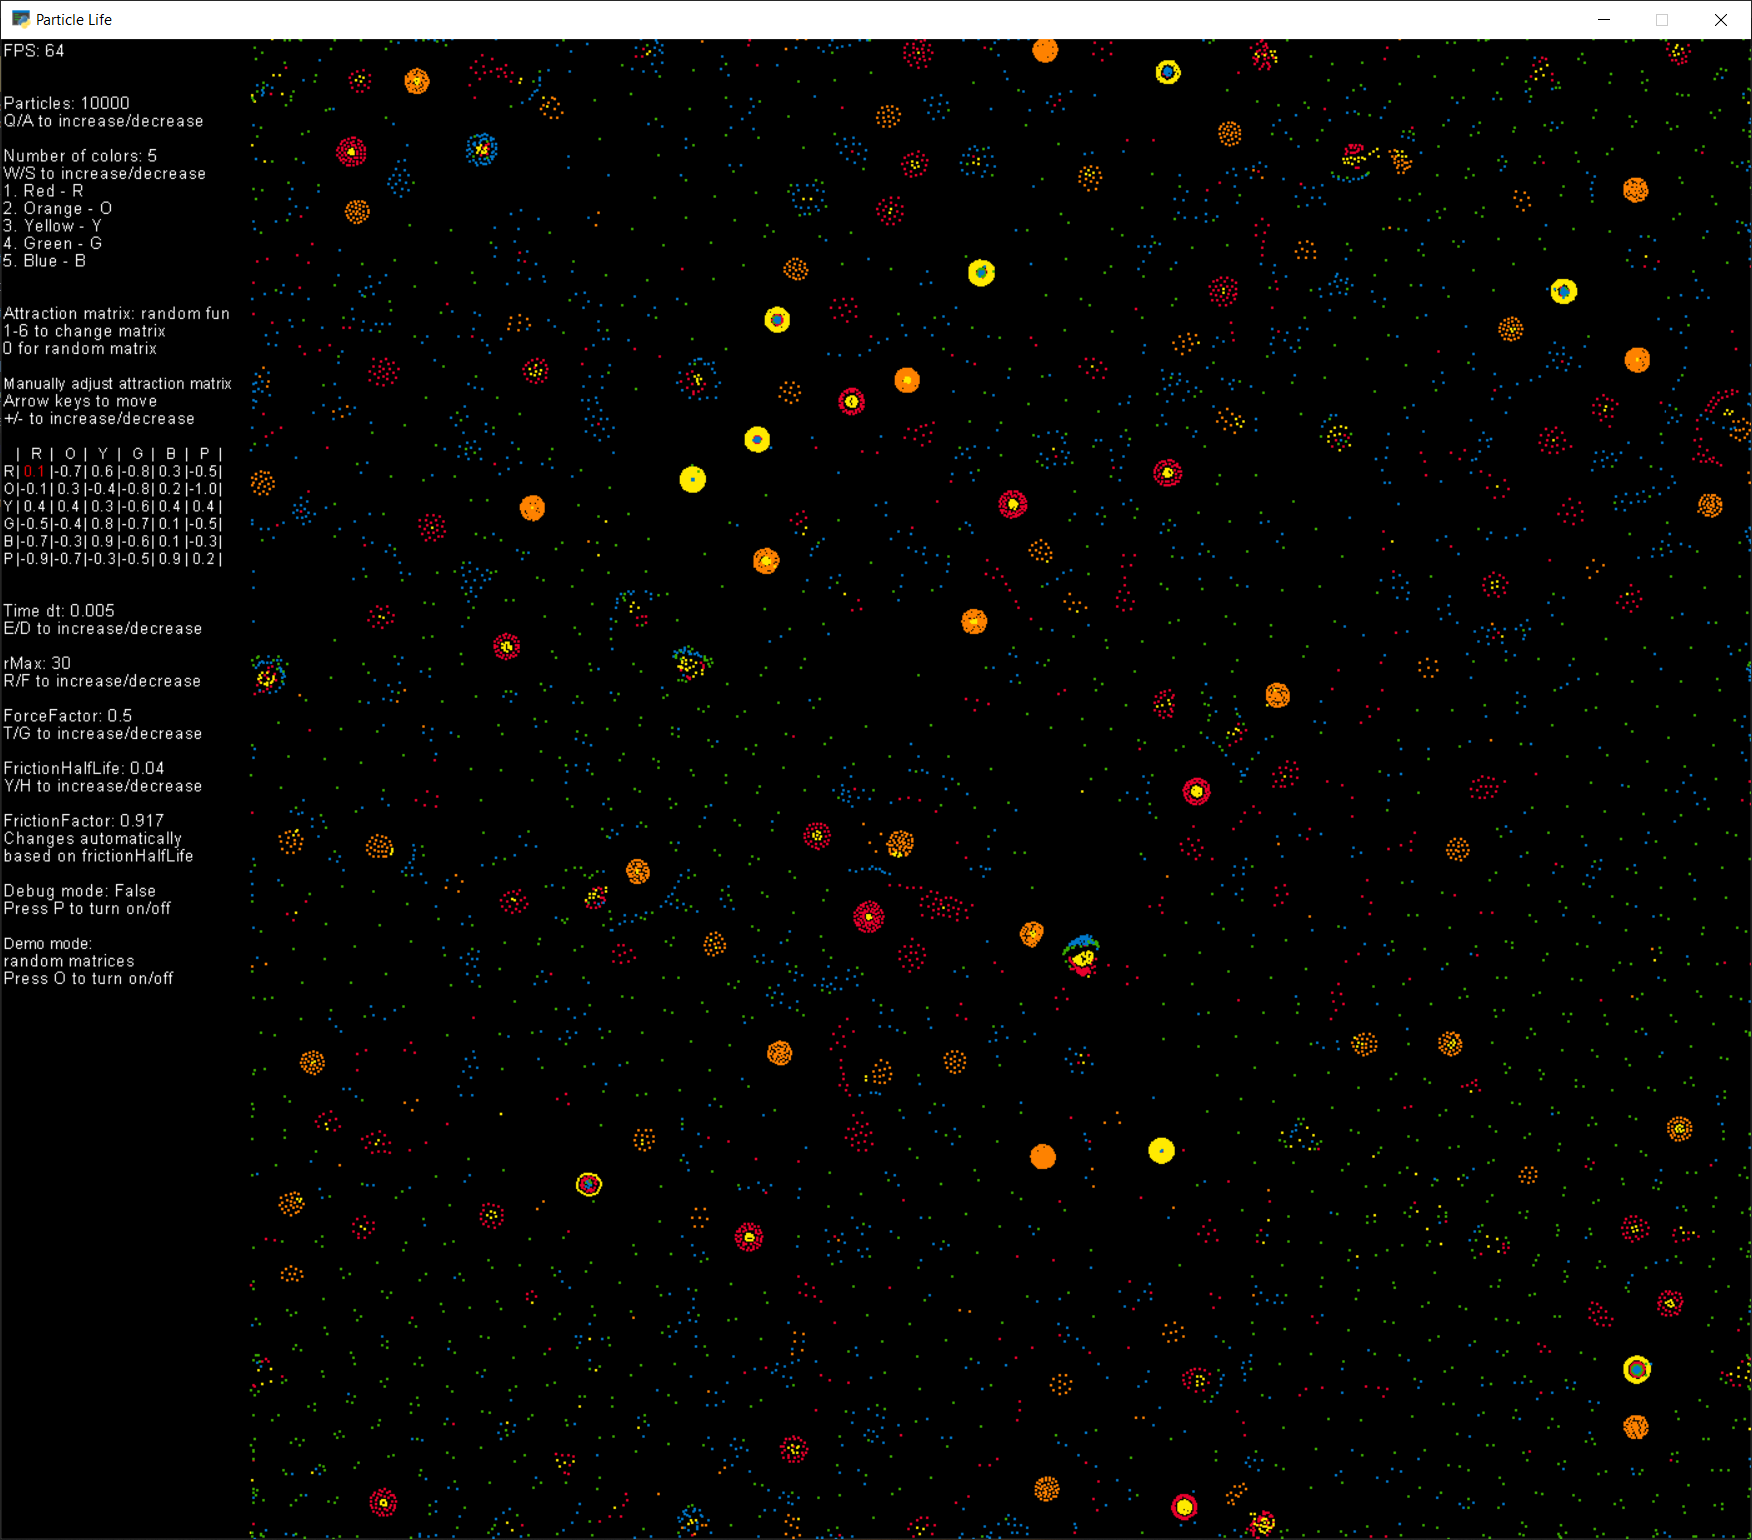 Particle Life
FPS: 64
Particles: 10000
Q/A to increase/decrease
Number of colors: 5
W/S to increase/decrease
1. Red - R
2. Orange - O
3. Yellow - Y
4. Green - G
5. Blue - B
Attraction matrix: random fun
1-6 to change matrix
0 for random matrix
Manually adjust attraction matrix
Arrow keys to move
+/- to increase/decrease
| R | O | Y | G | B | P |
R| 0.1 |-0.7| 0.6 |-0.8| 0.3 |-0.5|
O|-0.1| 0.3 |-0.4|-0.8| 0.2 |-1.0|
Y| 0.4 | 0.4 | 0.3 |-0.6| 0.4 | 0.4 |
G|-0.5|-0.4| 0.8 |-0.7| 0.1 |-0.5|
B|-0.7|-0.3| 0.9 |-0.6| 0.1 |-0.3|
P|-0.9|-0.7|-0.3|-0.5| 0.9 | 0.2 |
Time dt: 0.005
E/D to increase/decrease
rMax: 30
R/F to increase/decrease
ForceFactor: 0.5
T/G to increase/decrease
FrictionHalfLife: 0.04
Y/H to increase/decrease
FrictionFactor: 0.917
Changes automatically
based on frictionHalfLife
Debug mode: False
Press P to turn on/off
Demo mode:
random matrices
Press O to turn on/off